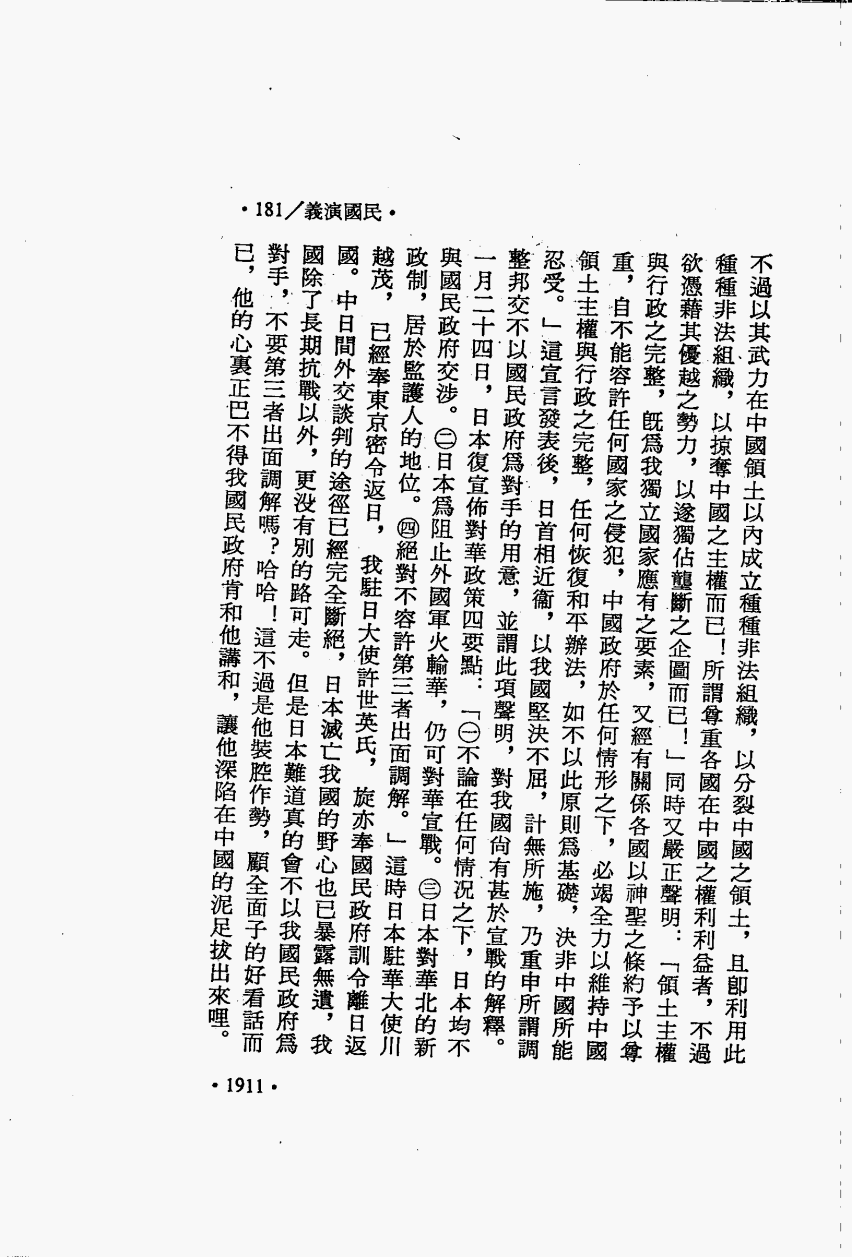 •181/義演國民•
不過以其武力在中國領土以內成立種種非法組織，以分裂中國之領土，且卽利用此
種種非法組織，以掠奪中國之主權而已！所謂尊重各國在中國之權利利益者，不過
欲憑藉其優越之勢力，以遂獨佔壟斷之企圖而已！」同時又嚴正聲明：「領土主權
與行政之完整，旣爲我獨立國家應有之要素，又經有關係各國以神聖之條約予以尊
重，自不能容許任何國家之侵犯，中國政府於任何情形之下，必竭全力以維持中國
領土主權與行政之完整，任何恢復和平辦法，如不以此原則爲基礎，決非中國所能
忍受。」這宣言發表後，日首相近衞，以我國堅決不屈，計無所施，乃重申所謂調
整邦交不以國民政府爲對手的用意，並謂此項聲明，對我國尙有甚於宣戰的解釋。
一月二十四日，日本復宣佈對華政策四要點：「㊀不論在任何情况之下，日本均不
與國民政府交涉。㊁日本爲阻止外國軍火輸華，仍可對華宣戰。㊂日本對華北的新
政制，居於監護人的地位。㊃絕對不容許第三者出面調解。」這時日本駐華大使川
越茂，已經奉東京密令返日，我駐日大使許世英氏，旋亦奉國民政府訓令離日返
國。中日間外交談判的途徑已經完全斷絕，日本滅亡我國的野心也已暴露無遺，我
國除了長期抗戰以外，更没有別的路可走。但是日本難道真的會不以我國民政府爲
對手，不要第三者出面調解嗎？哈哈！這不過是他裝腔作勢，顧全面子的好看話而
已，他的心裏正巴不得我國民政府肯和他講和，讓他深陷在中國的泥足拔出來哩。
•1911•